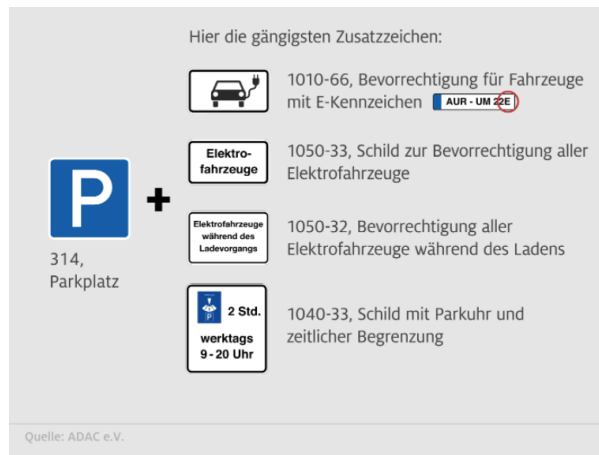 Hier die gängigsten Zusatzzeichen:
1010-66, Bevorrechtigung für Fahrzeuge
mit E-Kennzeichen AUR - UM 22E
Elektro-
fahrzeuge
1050-33, Schild zur Bevorrechtigung aller
Elektrofahrzeuge
P
+
314,
Parkplatz
Elektrofahrzeuge
während des
Ladevorgangs
1050-32, Bevorrechtigung aller
Elektrofahrzeuge während des Ladens
P
2 Std.
werktags
9 - 20 Uhr
1040-33, Schild mit Parkuhr und
zeitlicher Begrenzung
Quelle: ADAC e.V.